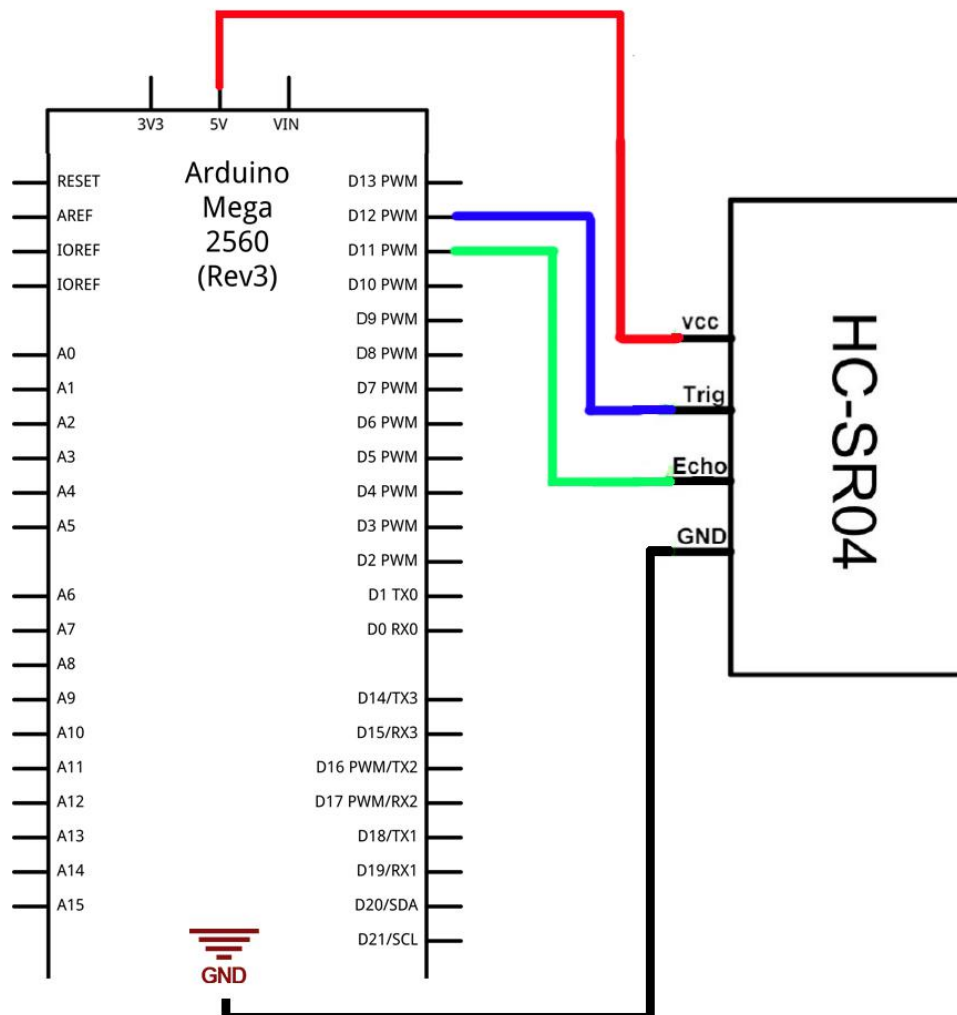 3V3
5V
VIN
Arduino
Mega
2560
(Rev3)
RESET
AREF
IOREF
IOREF
A0
A1
A2
A3
A4
A5
A6
A7
A8
A9
A10
A11
A12
A13
A14
A15
D13 PWM
D12 PWM
D11 PWM
D10 PWM
D9 PWM
D8 PWM
D7 PWM
D6 PWM
D5 PWM
D4 PWM
D3 PWM
D2 PWM
D1 TX0
D0 RX0
D14/TX3
D15/RX3
D16 PWM/TX2
D17 PWM/RX2
D18/TX1
D19/RX1
D20/SDA
D21/SCL
GND
vcc
Trig
Echo
GND
HC-SR04